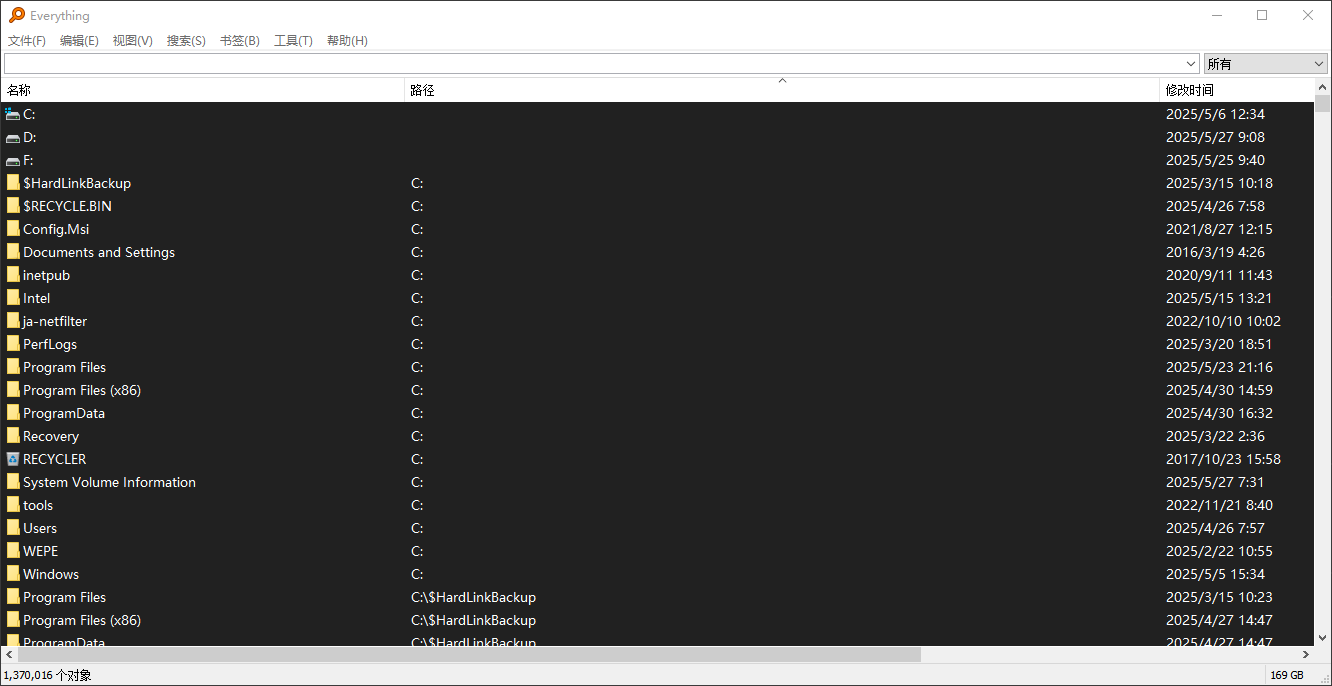 Everything
文件(F) 编辑(E) 视图(V) 搜索(S) 书签(B) 工具(T) 帮助(H)
所有
名称 路径 修改时间
C: 2025/5/6 12:34
D: 2025/5/27 9:08
F: 2025/5/25 9:40
$HardLinkBackup C: 2025/3/15 10:18
$RECYCLE.BIN C: 2025/4/26 7:58
Config.Msi C: 2021/8/27 12:15
Documents and Settings C: 2016/3/19 4:26
inetpub C: 2020/9/11 11:43
Intel C: 2025/5/15 13:21
ja-netfilter C: 2022/10/10 10:02
PerfLogs C: 2025/3/20 18:51
Program Files C: 2025/5/23 21:16
Program Files (x86) C: 2025/4/30 14:59
ProgramData C: 2025/4/30 16:32
Recovery C: 2025/3/22 2:36
RECYCLER C: 2017/10/23 15:58
System Volume Information C: 2025/5/27 7:31
tools C: 2022/11/21 8:40
Users C: 2025/4/26 7:57
WEPE C: 2025/2/22 10:55
Windows C: 2025/5/5 15:34
Program Files C:\$HardLinkBackup 2025/3/15 10:23
Program Files (x86) C:\$HardLinkBackup 2025/4/27 14:47
ProgramData C:\$HardLinkBackup 2025/4/27 14:47
1,370,016 个对象 169 GB